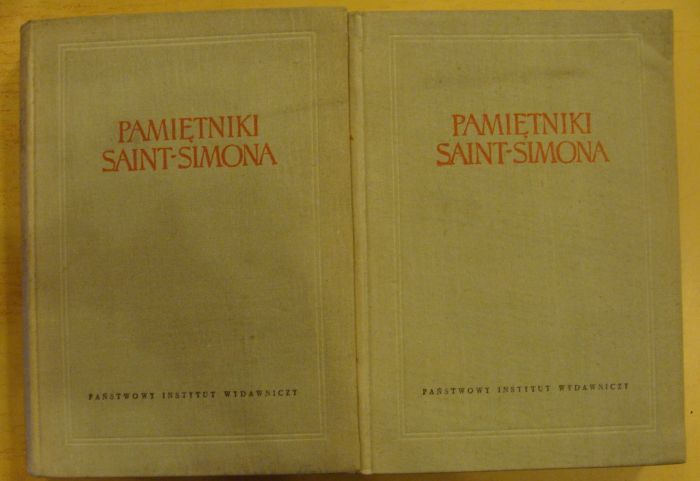 PAMIĘTNIKI
SAINT-SIMONA
PAŃSTWOWY INSTYTUT WYDAWNICZY
PAMIĘTNIKI
SAINT-SIMONA
PAŃSTWOWY INSTYTUT WYDAWNICZY